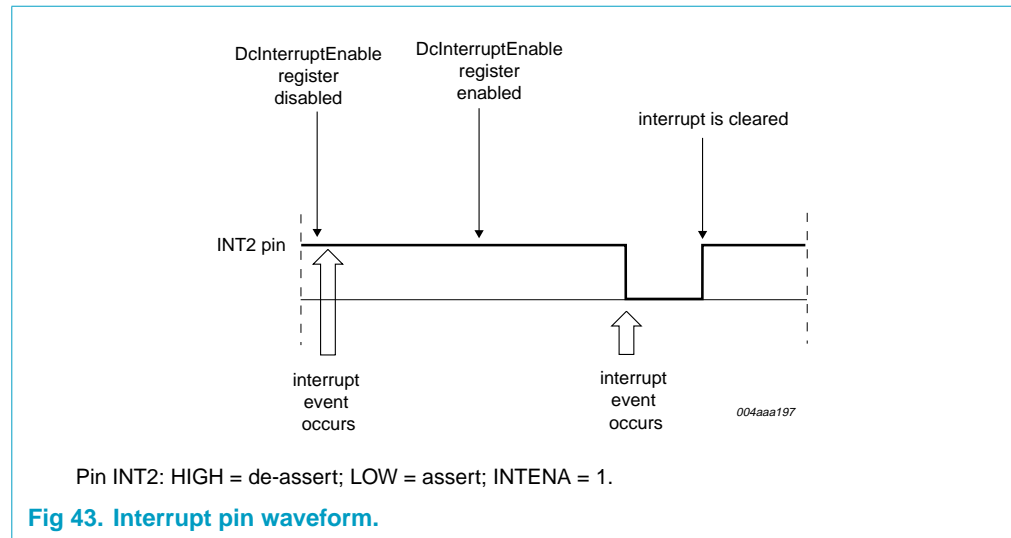 DcInterruptEnable
register
disabled
DcInterruptEnable
register
enabled
interrupt is cleared
INT2 pin
interrupt
event
occurs
interrupt
event
occurs
004aaa197
Pin INT2: HIGH = de-assert; LOW = assert; INTENA = 1.
Fig 43. Interrupt pin waveform.